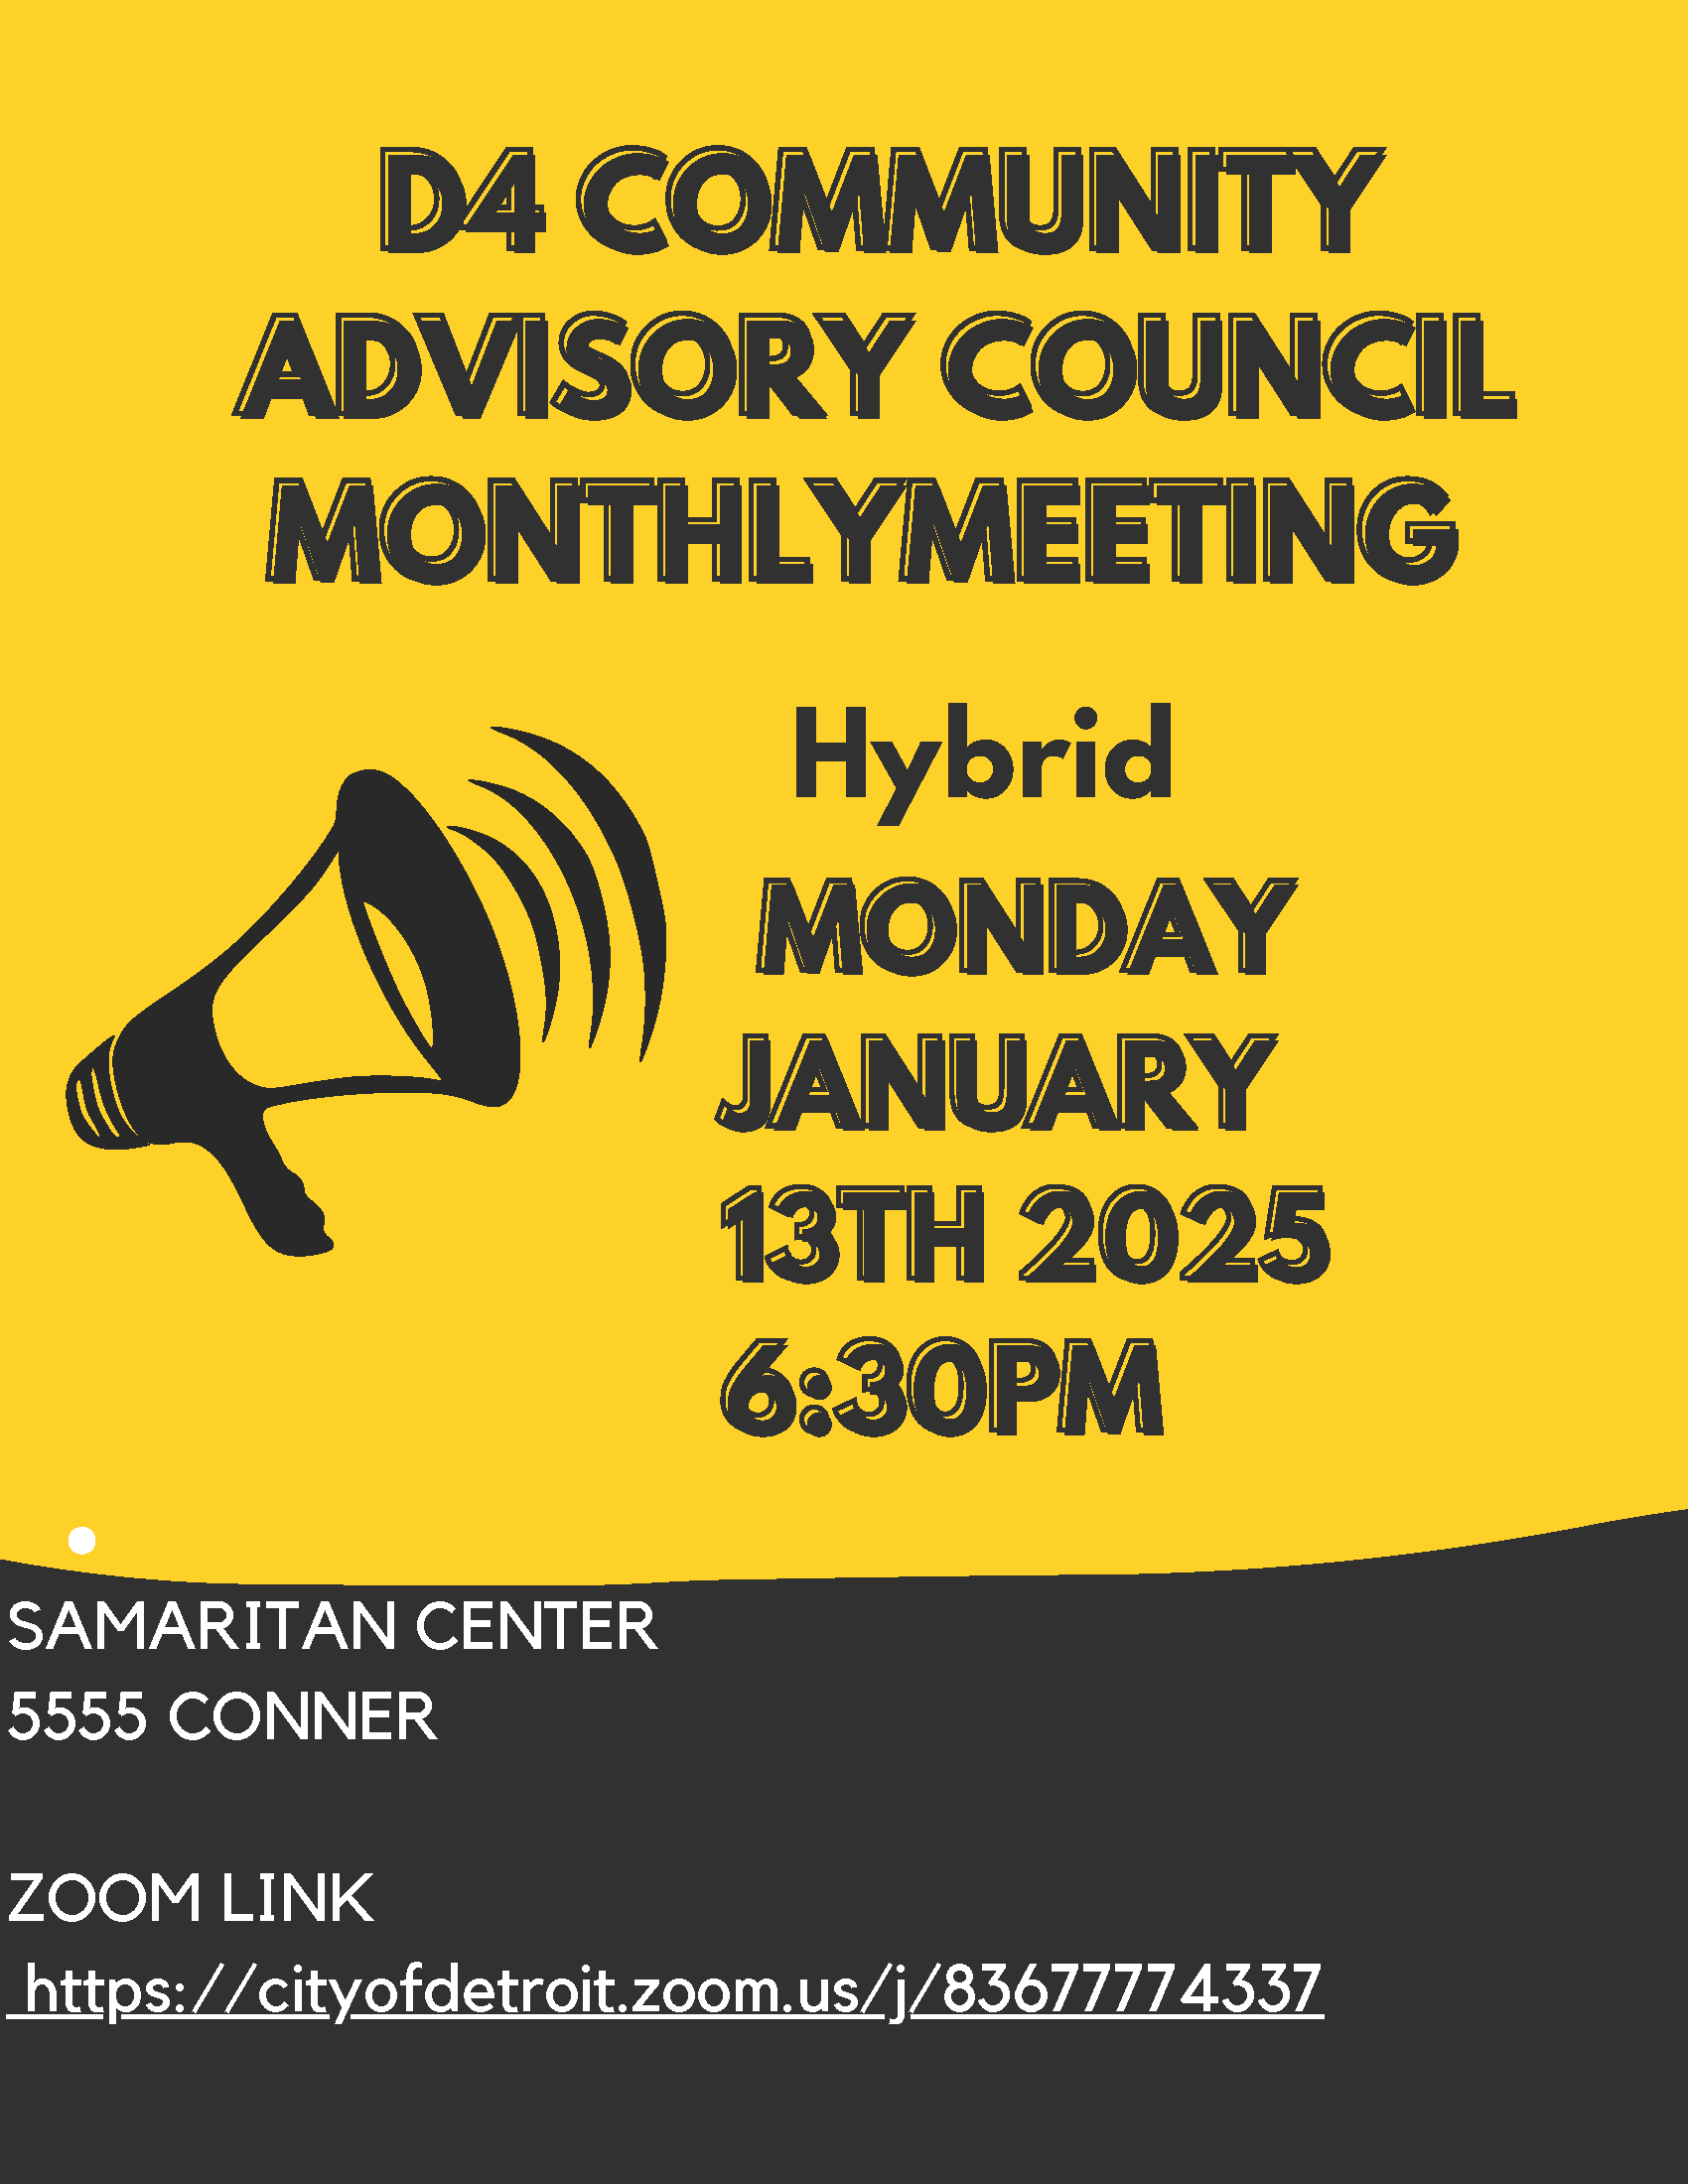 D4 COMMUNITY
ADVISORY COUNCIL
MONTHLYMEETING
Hybrid
MONDAY
JANUARY
13TH 2025
6:30PM
SAMARITAN CENTER
5555 CONNER
ZOOM LINK
https://cityofdetroit.zoom.us/j/83677774337